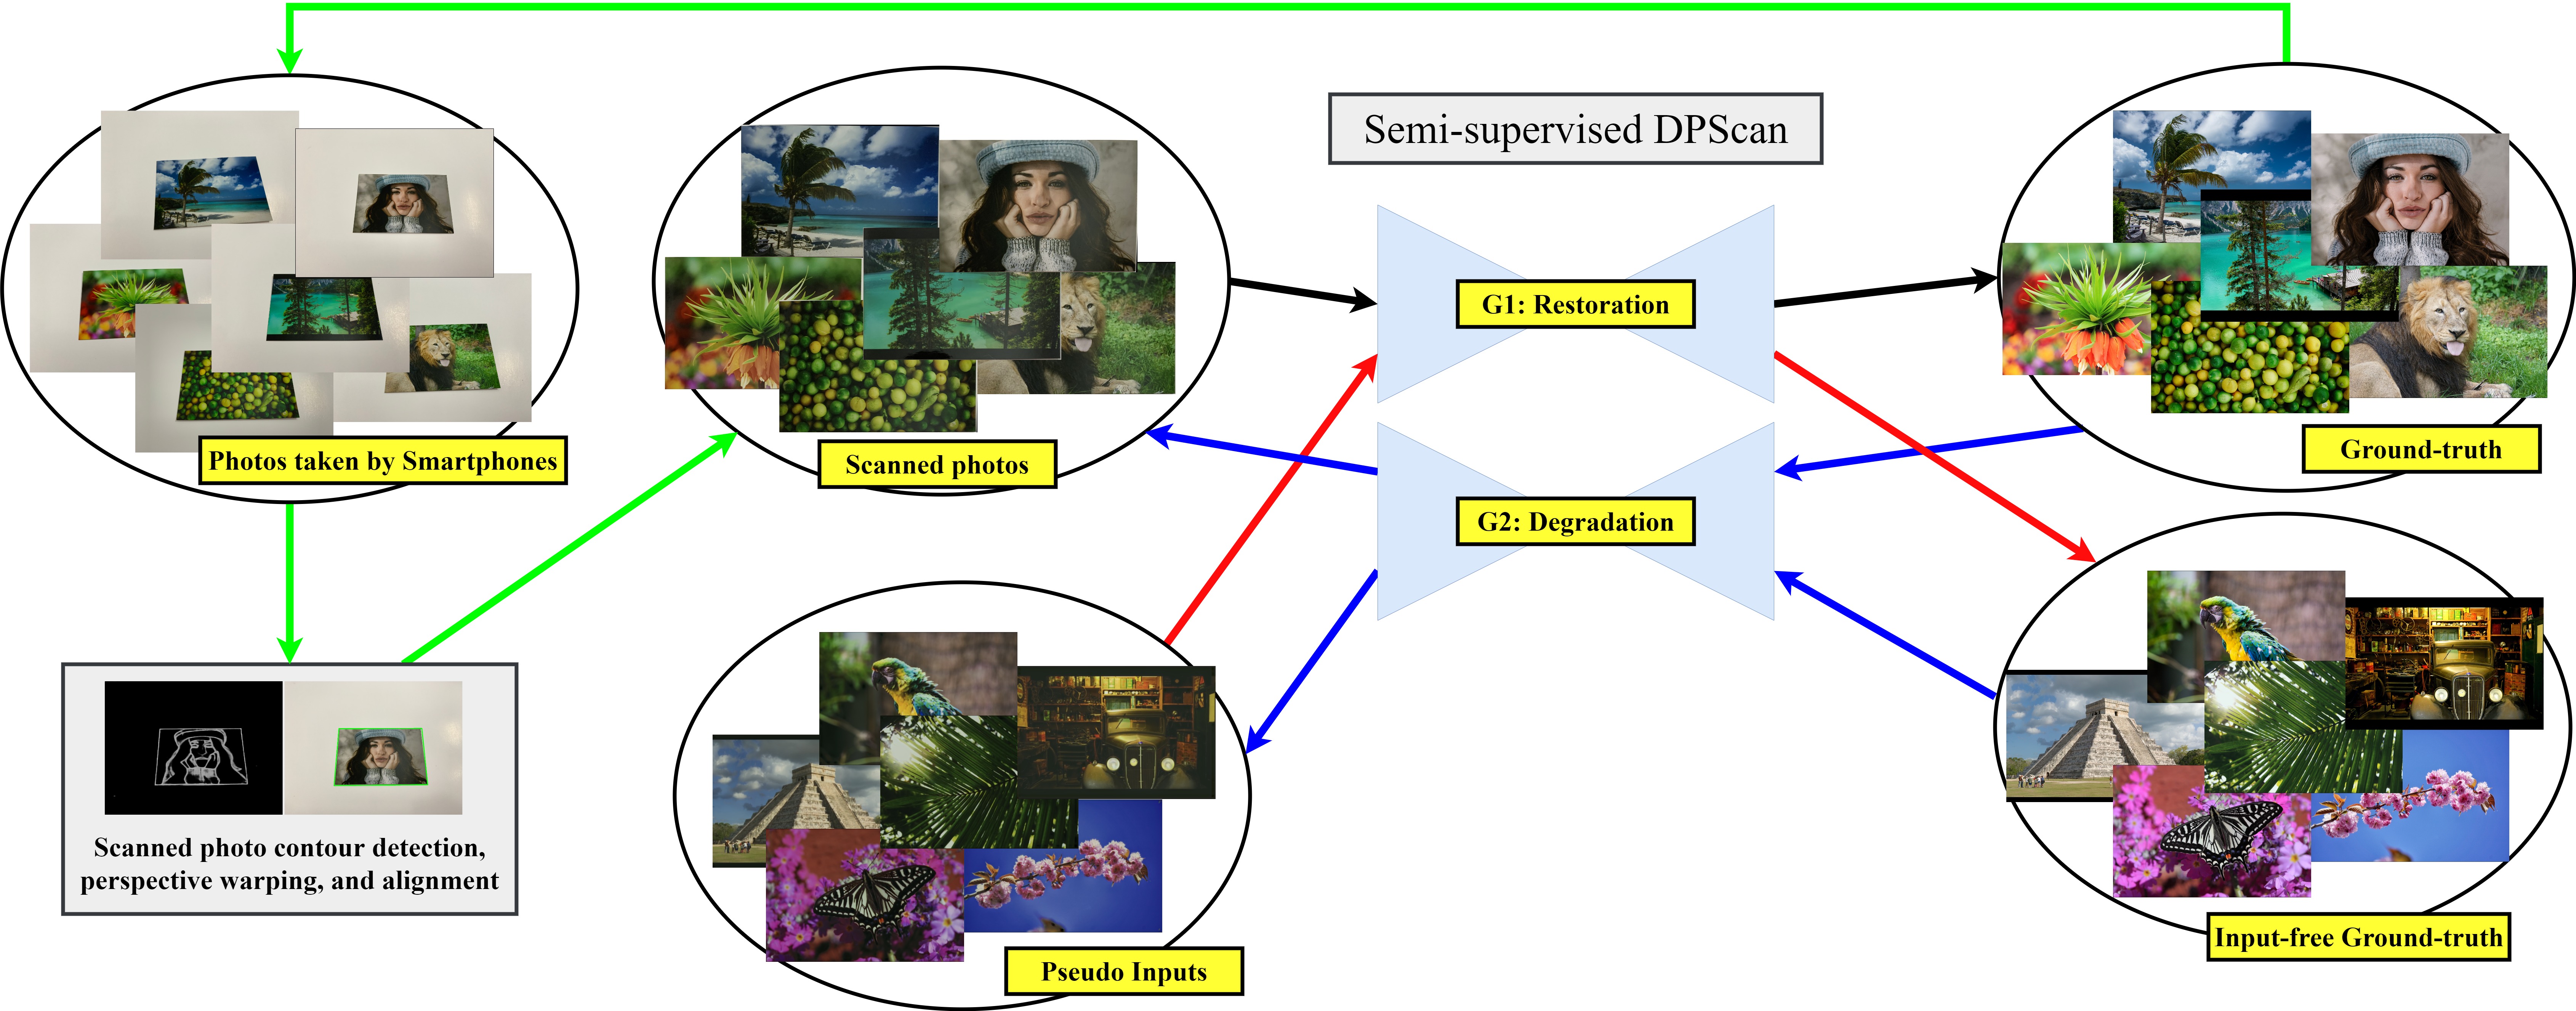 Semi-supervised DPScan
G1: Restoration
Photos taken by Smartphones
Scanned photos
Ground-truth
G2: Degradation
Scanned photo contour detection,
perspective warping, and alignment
Pseudo Inputs
Input-free Ground-truth